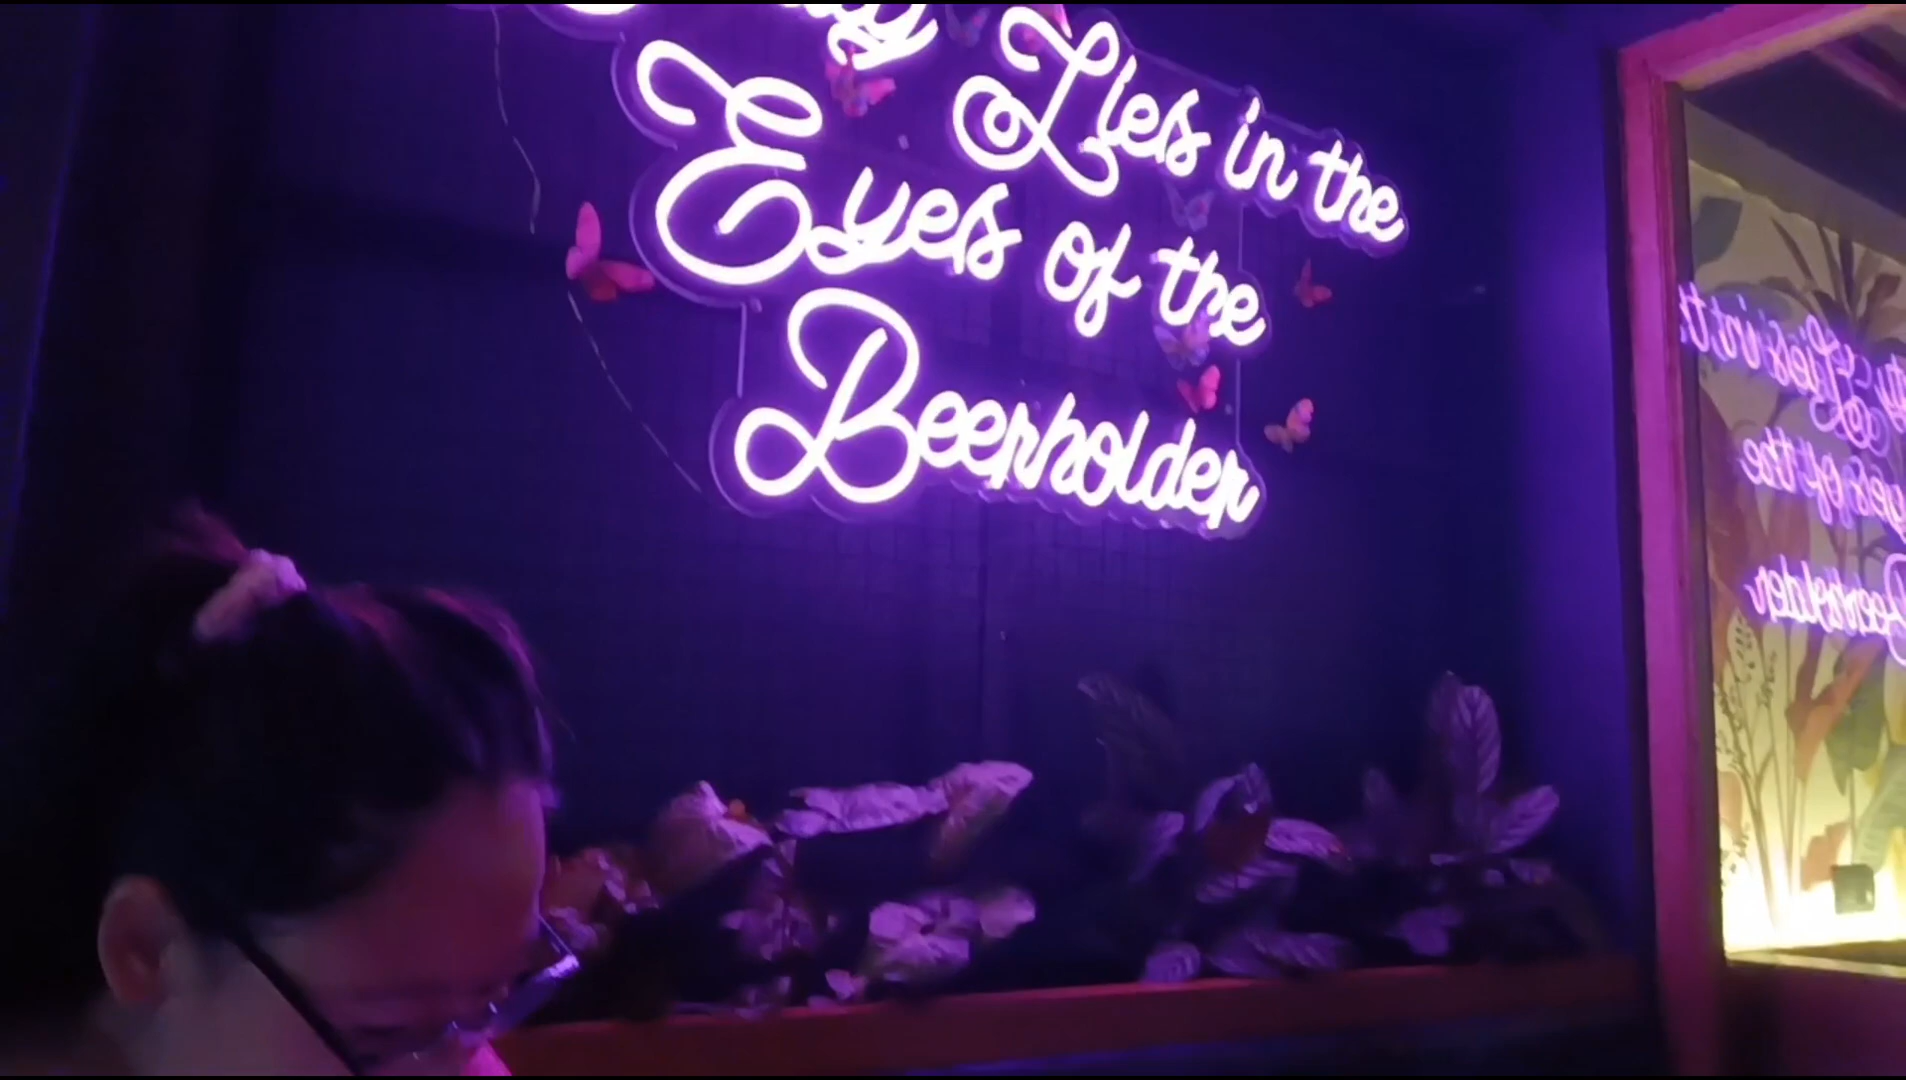 Lies in the
Eyes of the
Beerholder